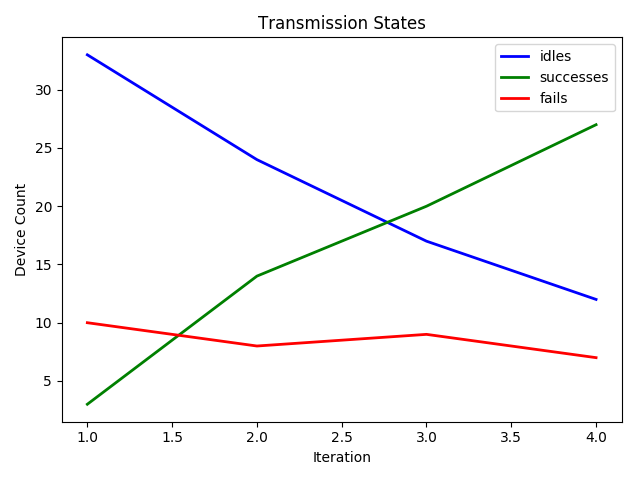 Transmission States
idles
successes
fails
Device Count
30
25
20
15
10
5
1.0 1.5 2.0 2.5 3.0 3.5 4.0
Iteration